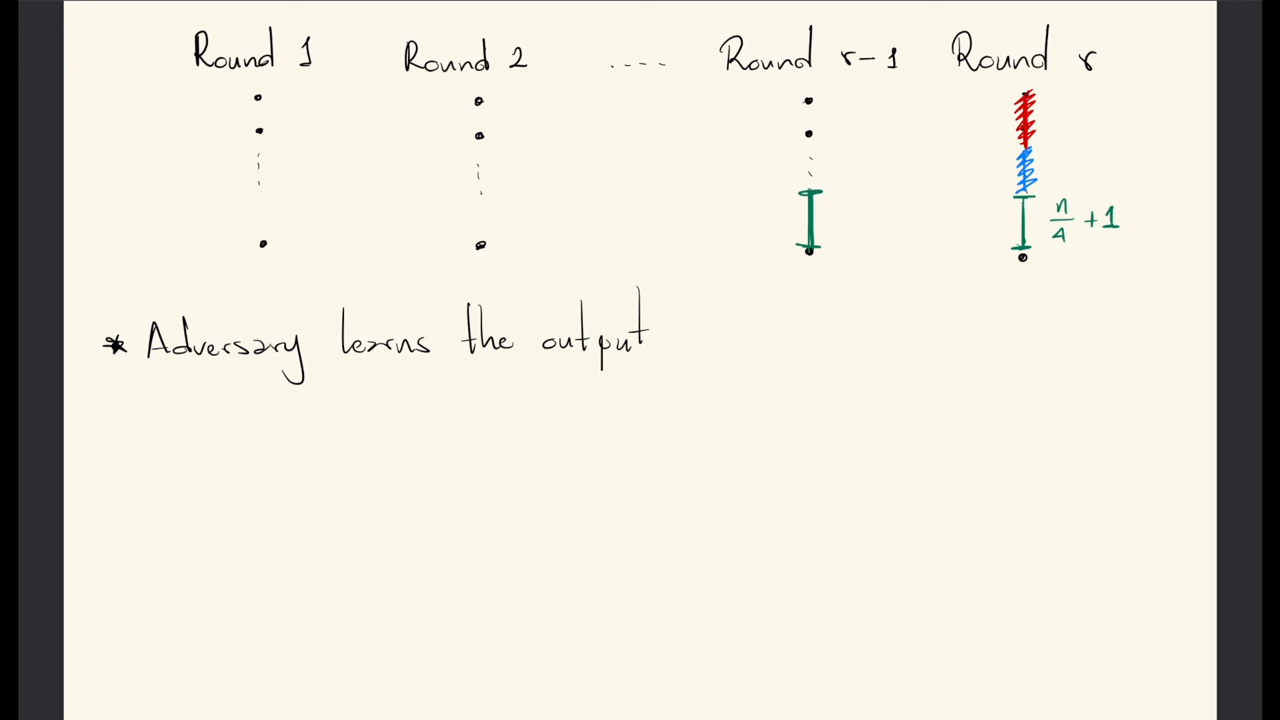 Round 1 Round 2 .... Round r-1 Round r
n/4 + 1
* Adversary learns the output